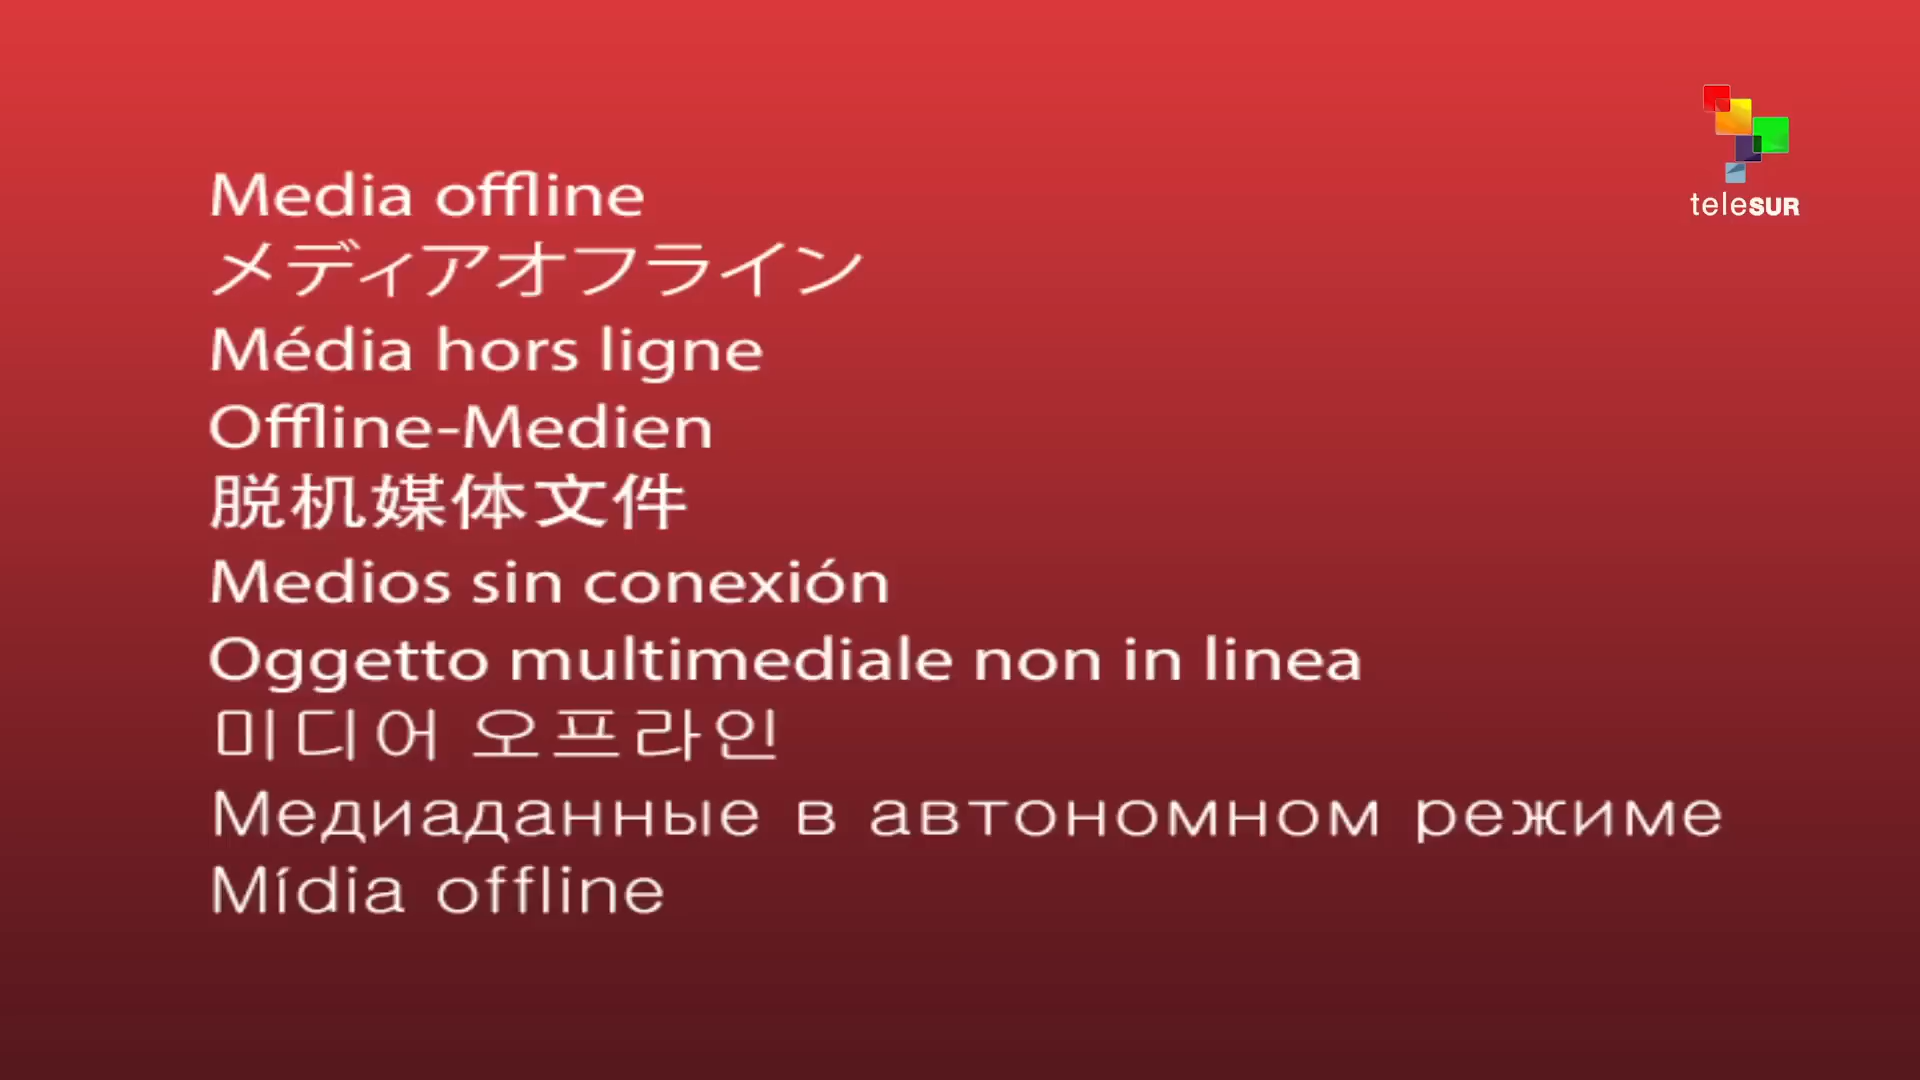 Media offline
メディアオフライン
Média hors ligne
Offline-Medien
脱机媒体文件
Medios sin conexión
Oggetto multimediale non in linea
미디어 오프라인
Медиаданные в автономном режиме
Mídia offline
teleSUR